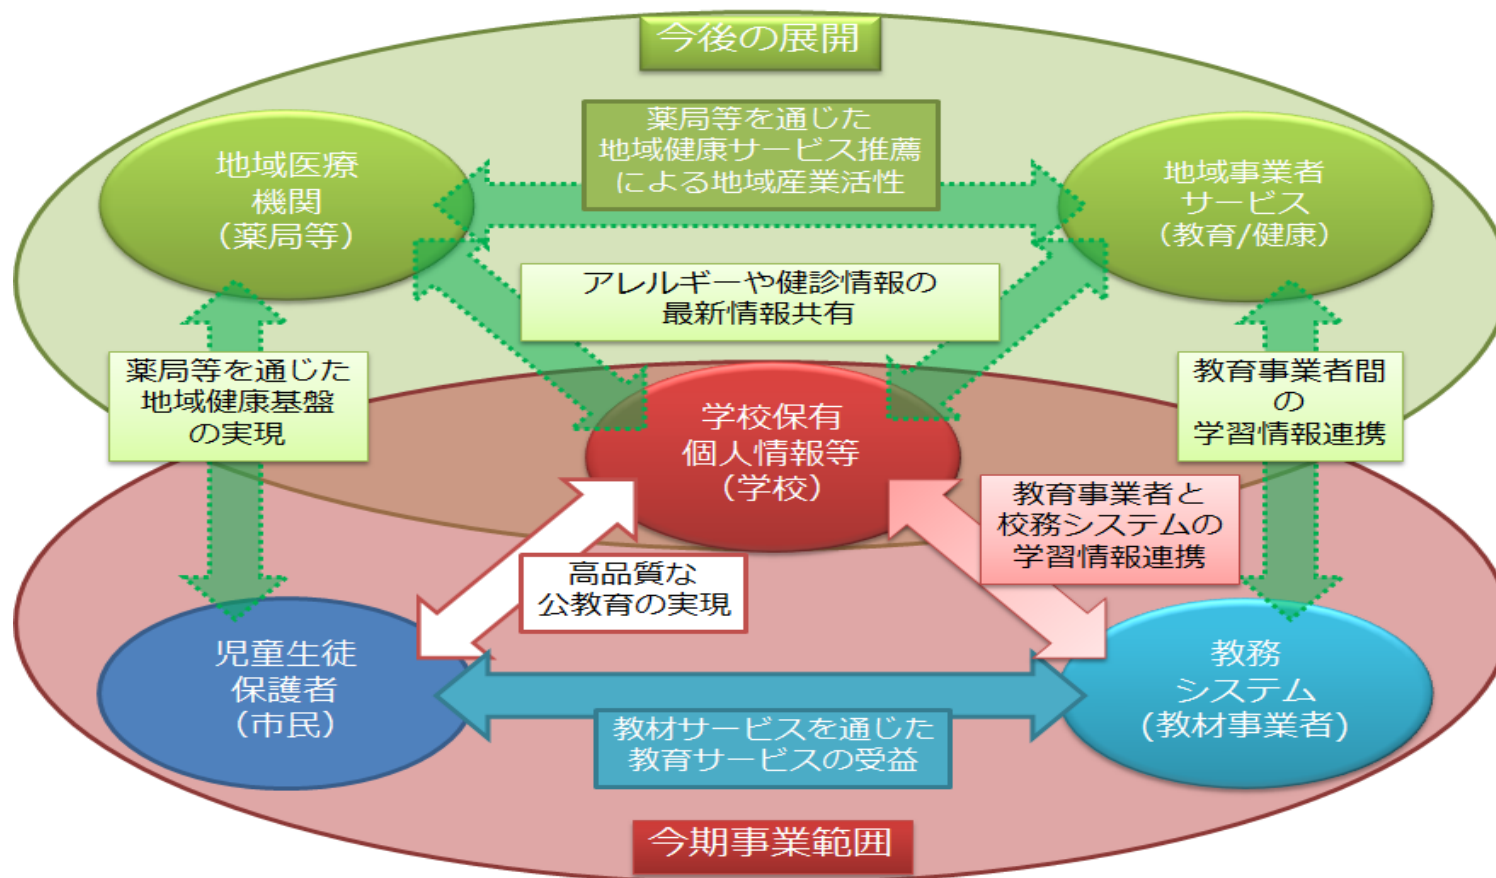 今後の展開
薬局等を通じた
地域健康サービス推薦
による地域産業活性
地域医療
機関
（薬局等）
地域事業者
サービス
（教育/健康）
アレルギーや健診情報の
最新情報共有
薬局等を通じた
地域健康基盤
の実現
教育事業者間
の
学習情報連携
学校保有
個人情報等
（学校）
教育事業者と
校務システムの
学習情報連携
高品質な
公教育の実現
児童生徒
保護者
（市民）
教務
システム
(教材事業者)
教材サービスを通じた
教育サービスの受益
今期事業範囲